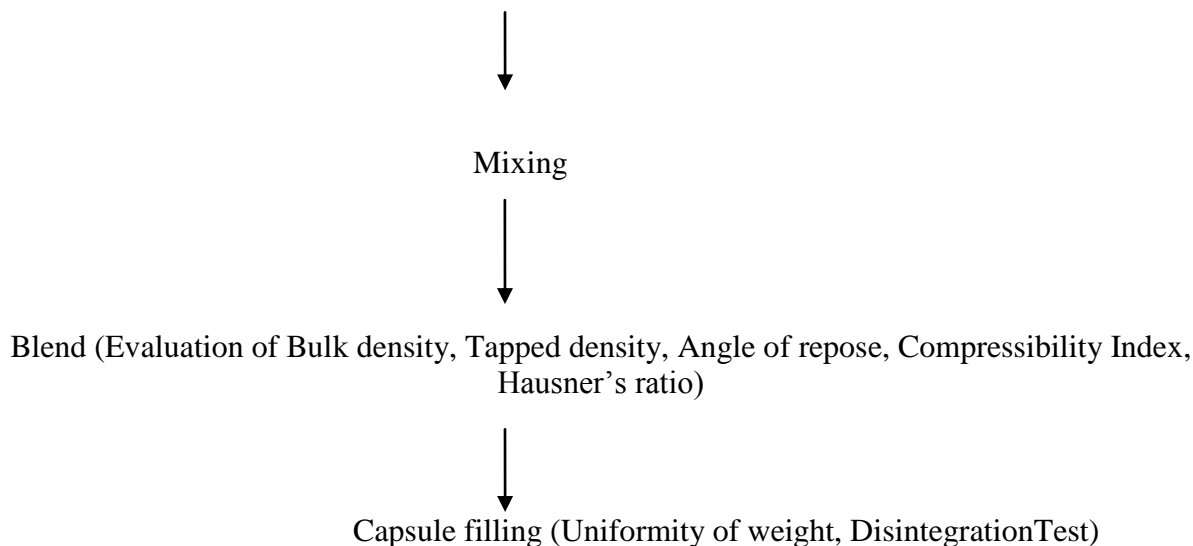 Mixing
Blend (Evaluation of Bulk density, Tapped density, Angle of repose, Compressibility Index,
Hausner’s ratio)
Capsule filling (Uniformity of weight, DisintegrationTest)